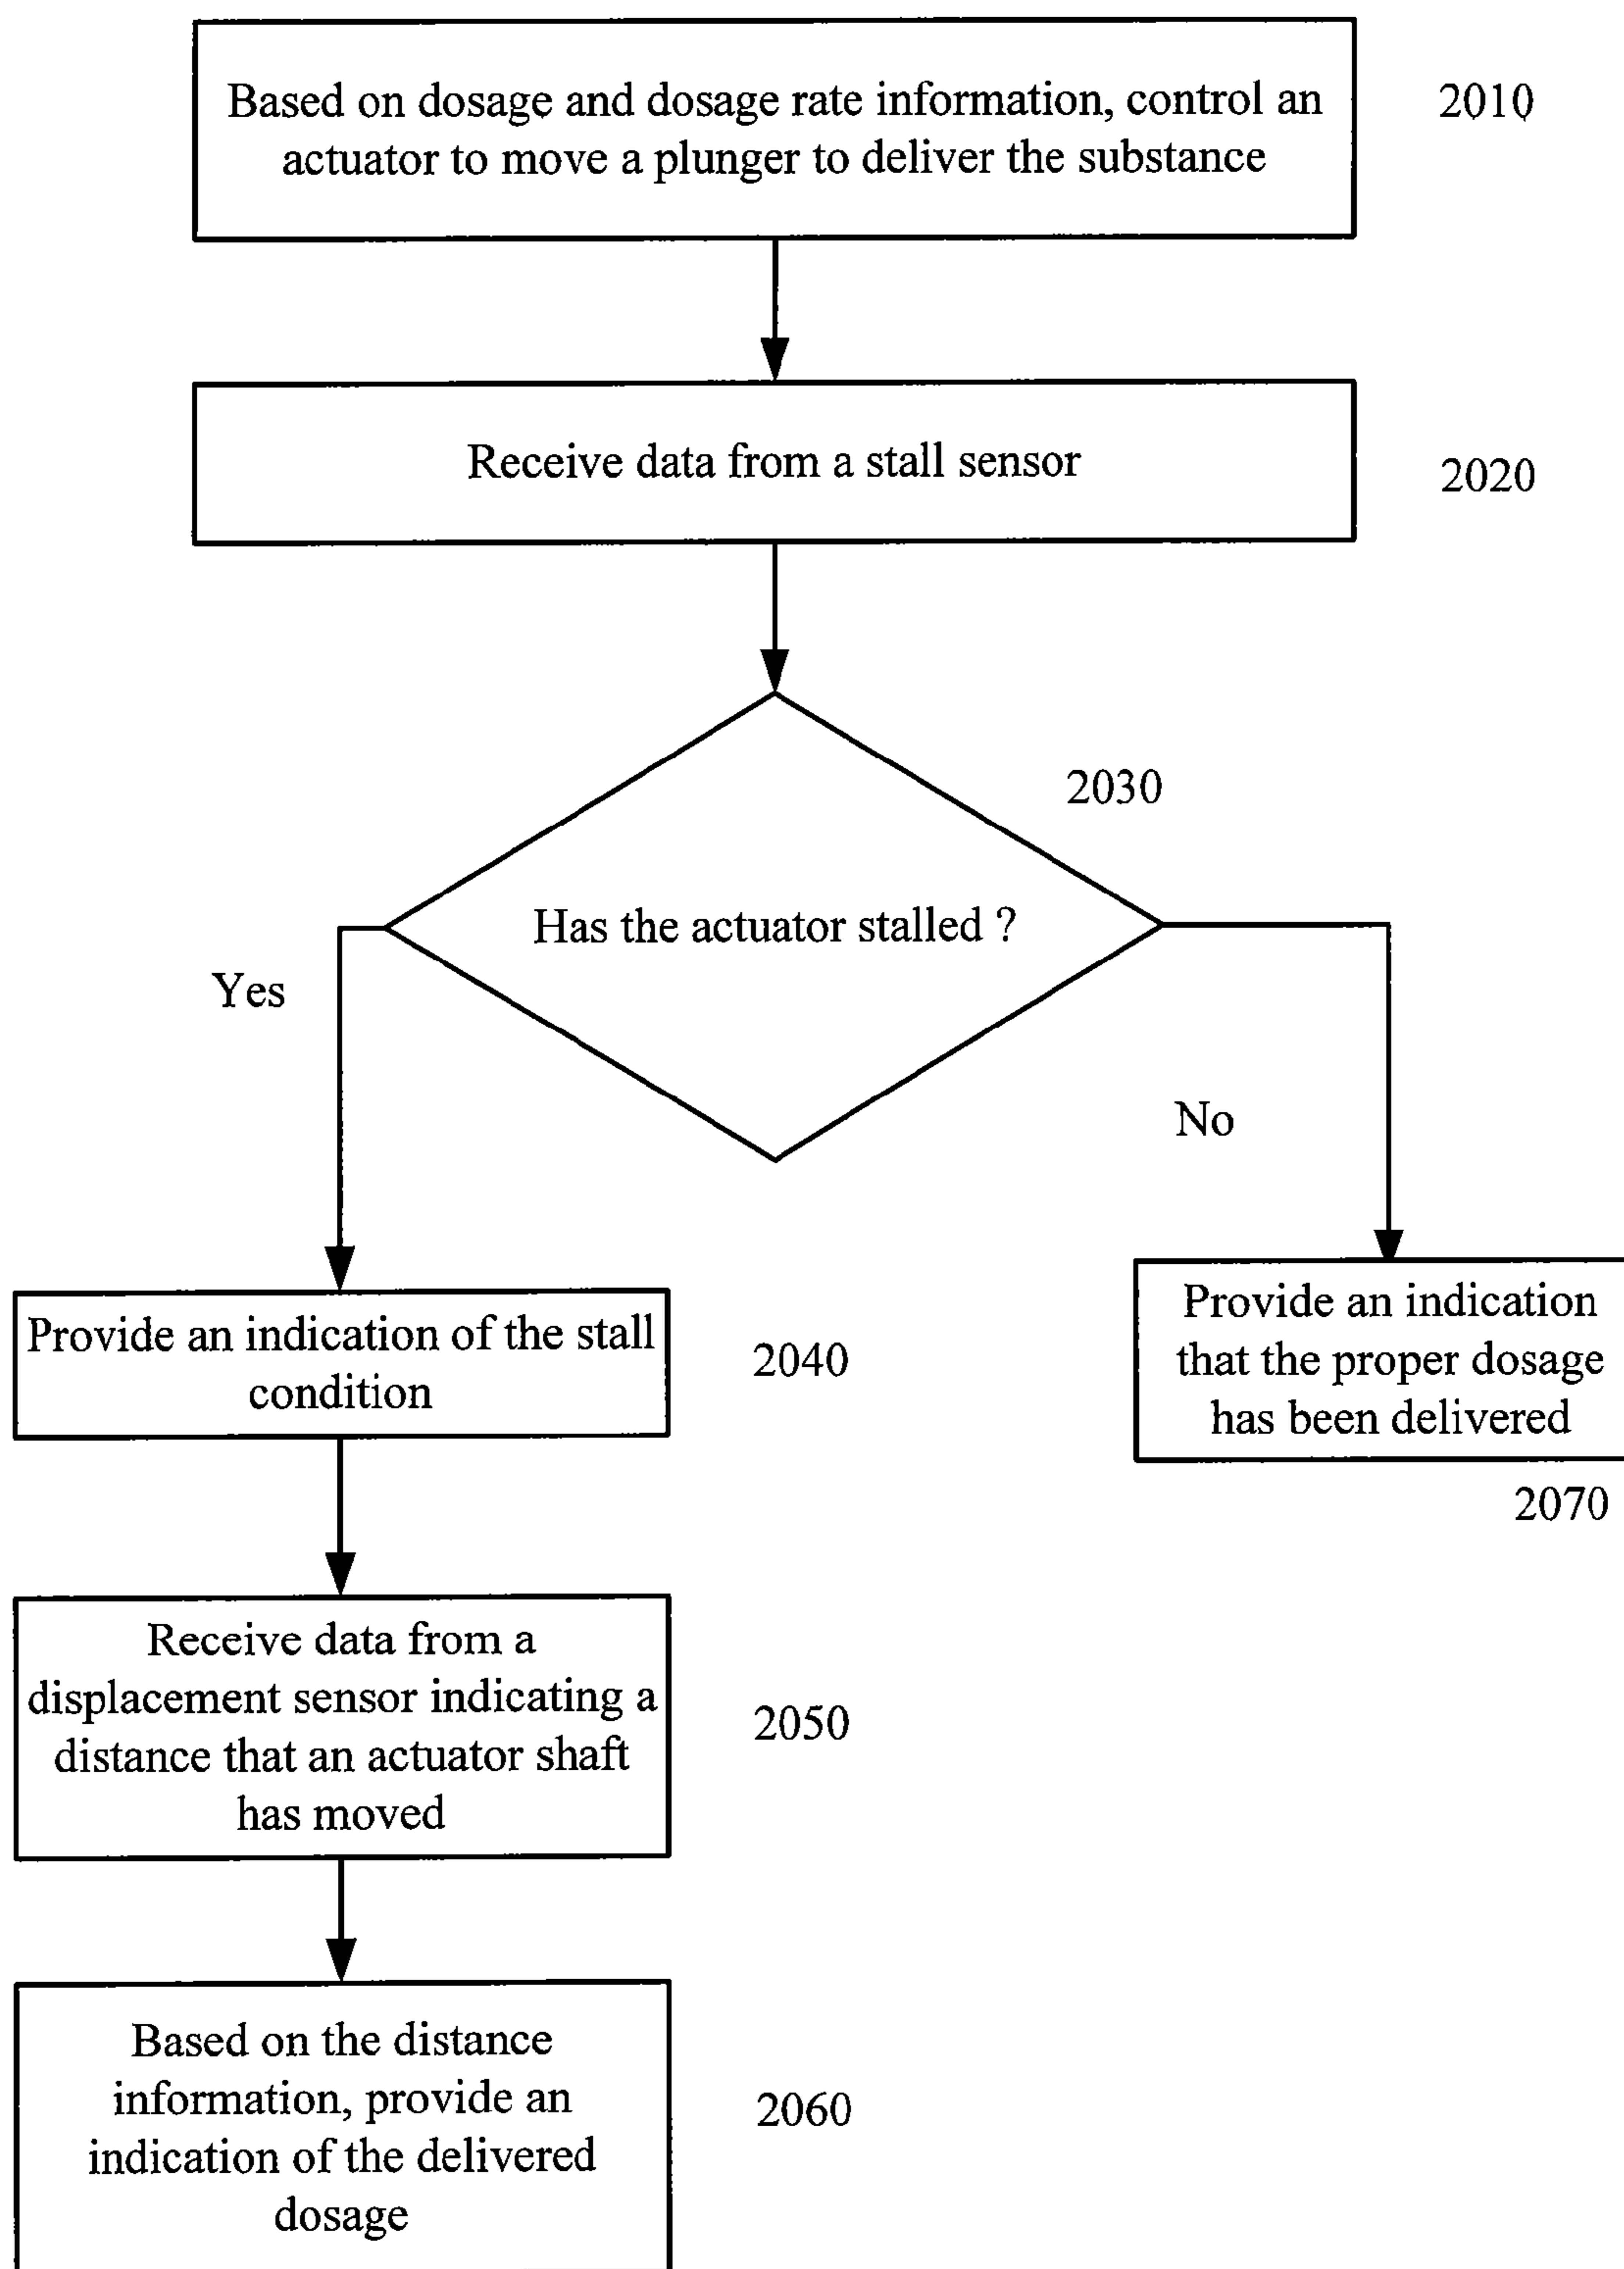 Based on dosage and dosage rate information, control an
actuator to move a plunger to deliver the substance
2010
Receive data from a stall sensor
2020
2030
Has the actuator stalled ?
Yes
No
Provide an indication of the stall
condition
2040
Provide an indication
that the proper dosage
has been delivered
2070
Receive data from a
displacement sensor indicating a
distance that an actuator shaft
has moved
2050
Based on the distance
information, provide an
indication of the delivered
dosage
2060